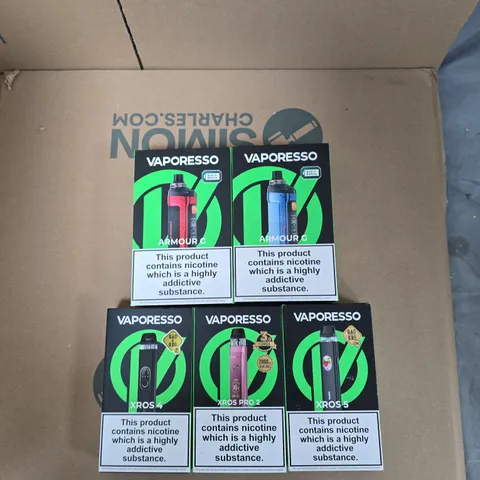 SIMON
CHARLES.COM
VAPORESSO
ARMOUR G
This product
contains nicotine
which is a highly
addictive
substance.
VAPORESSO
ARMOUR G
This product
contains nicotine
which is a highly
addictive
substance.
VAPORESSO
XROS 4
This product
contains nicotine
which is a highly
addictive
substance.
VAPORESSO
XROS PRO 2
This product
contains nicotine
which is a highly
addictive
substance.
VAPORESSO
XROS 5
This product
contains nicotine
which is a highly
addictive
substance.